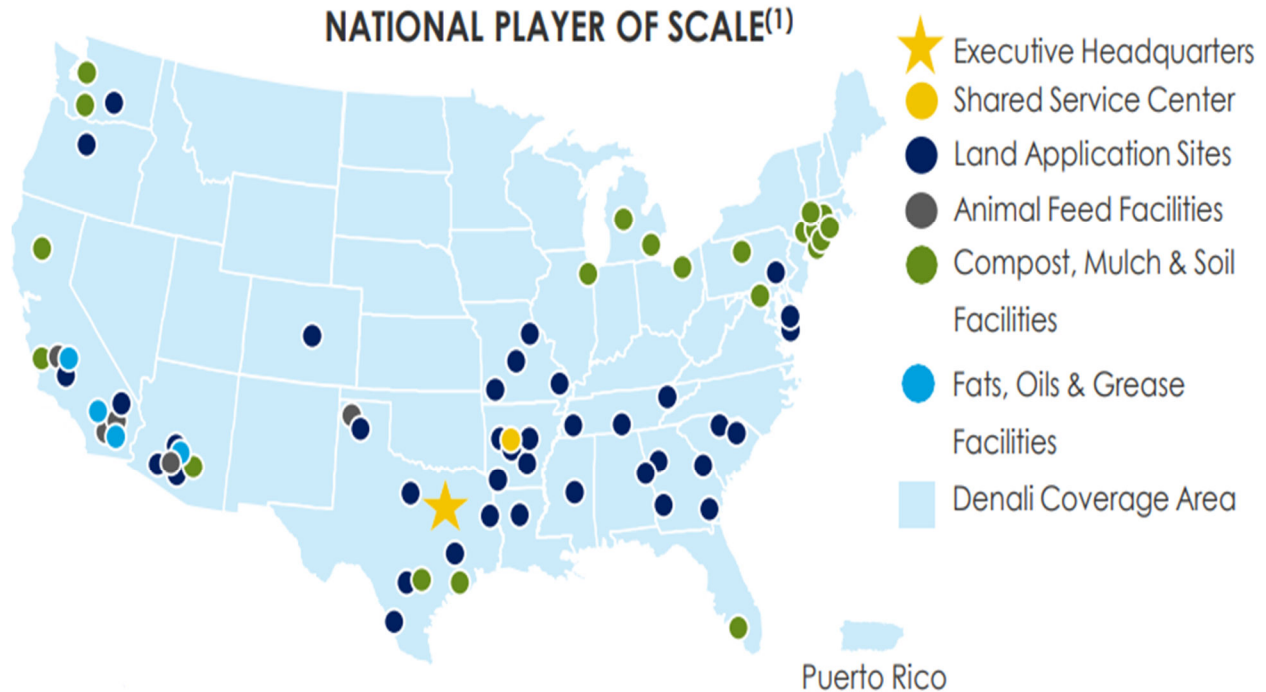 NATIONAL PLAYER OF SCALE(1)
Executive Headquarters
Shared Service Center
Land Application Sites
Animal Feed Facilities
Compost, Mulch & Soil
Facilities
Fats, Oils & Grease
Facilities
Denali Coverage Area
Puerto Rico